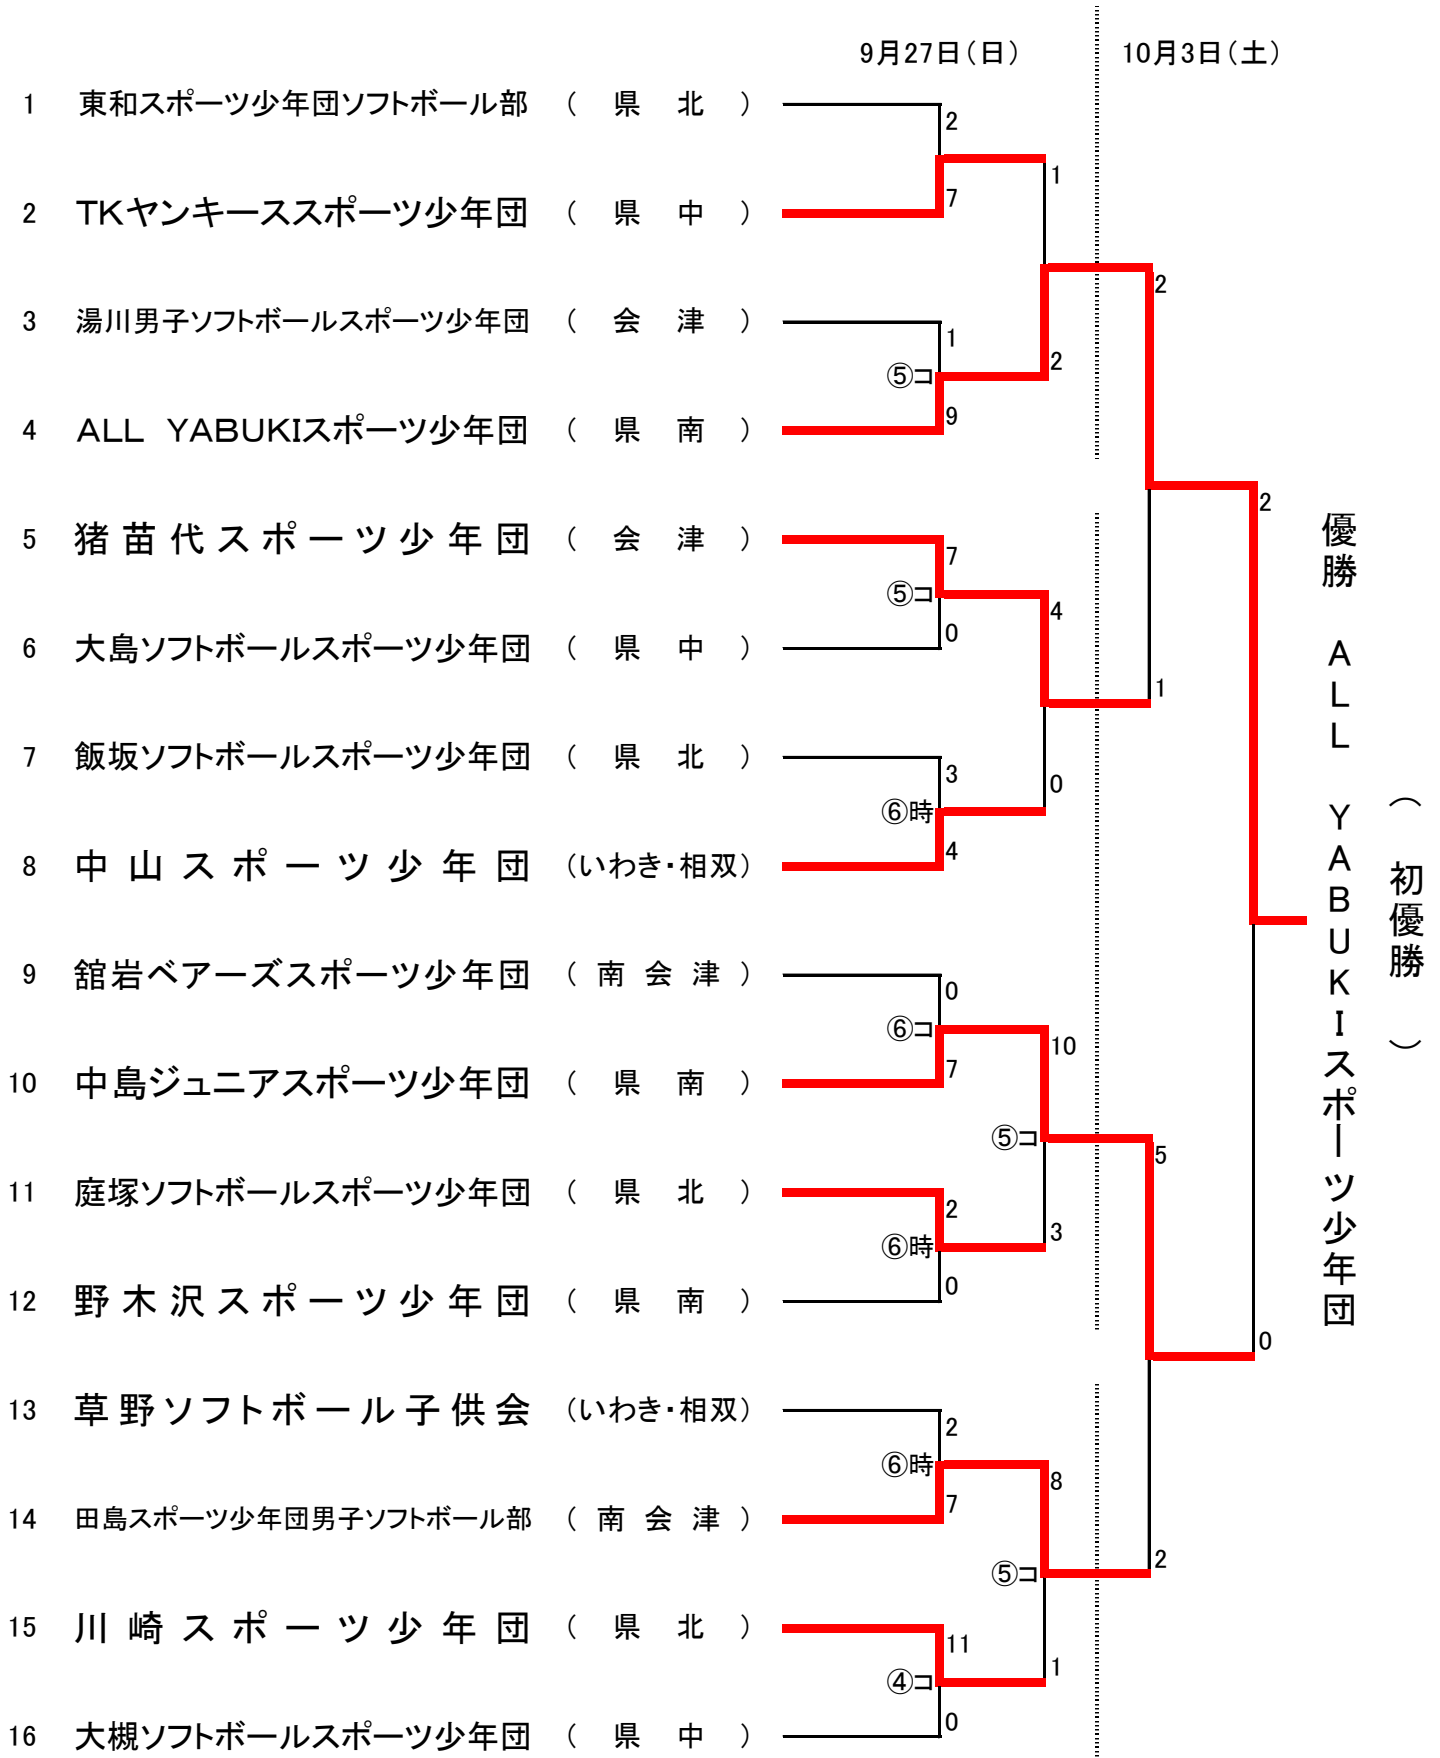 9月27日(日)
10月3日(土)
1 東和スポーツ少年団ソフトボール部 ( 県 北 )
2
2 TKヤンキーススポーツ少年団 ( 県 中 )
7
1
3 湯川男子ソフトボールスポーツ少年団 ( 会 津 )
1
⑤コ
4 ALL YABUKIスポーツ少年団 ( 県 南 )
9
2
2
5 猪苗代スポーツ少年団 ( 会 津 )
7
⑤コ
6 大島ソフトボールスポーツ少年団 ( 県 中 )
0
4
7 飯坂ソフトボールスポーツ少年団 ( 県 北 )
3
⑥時
8 中山スポーツ少年団 (いわき・相双)
4
0
1
2
9 舘岩ベアーズスポーツ少年団 ( 南 会 津 )
0
⑥コ
10 中島ジュニアスポーツ少年団 ( 県 南 )
7
10
⑤コ
11 庭塚ソフトボールスポーツ少年団 ( 県 北 )
2
⑥時
12 野木沢スポーツ少年団 ( 県 南 )
0
3
5
13 草野ソフトボール子供会 (いわき・相双)
2
⑥時
14 田島スポーツ少年団男子ソフトボール部 ( 南 会 津 )
7
8
⑤コ
15 川崎スポーツ少年団 ( 県 北 )
11
④コ
16 大槻ソフトボールスポーツ少年団 ( 県 中 )
0
1
2
0
優勝 ALL YABUKIスポーツ少年団
( 初優勝 )